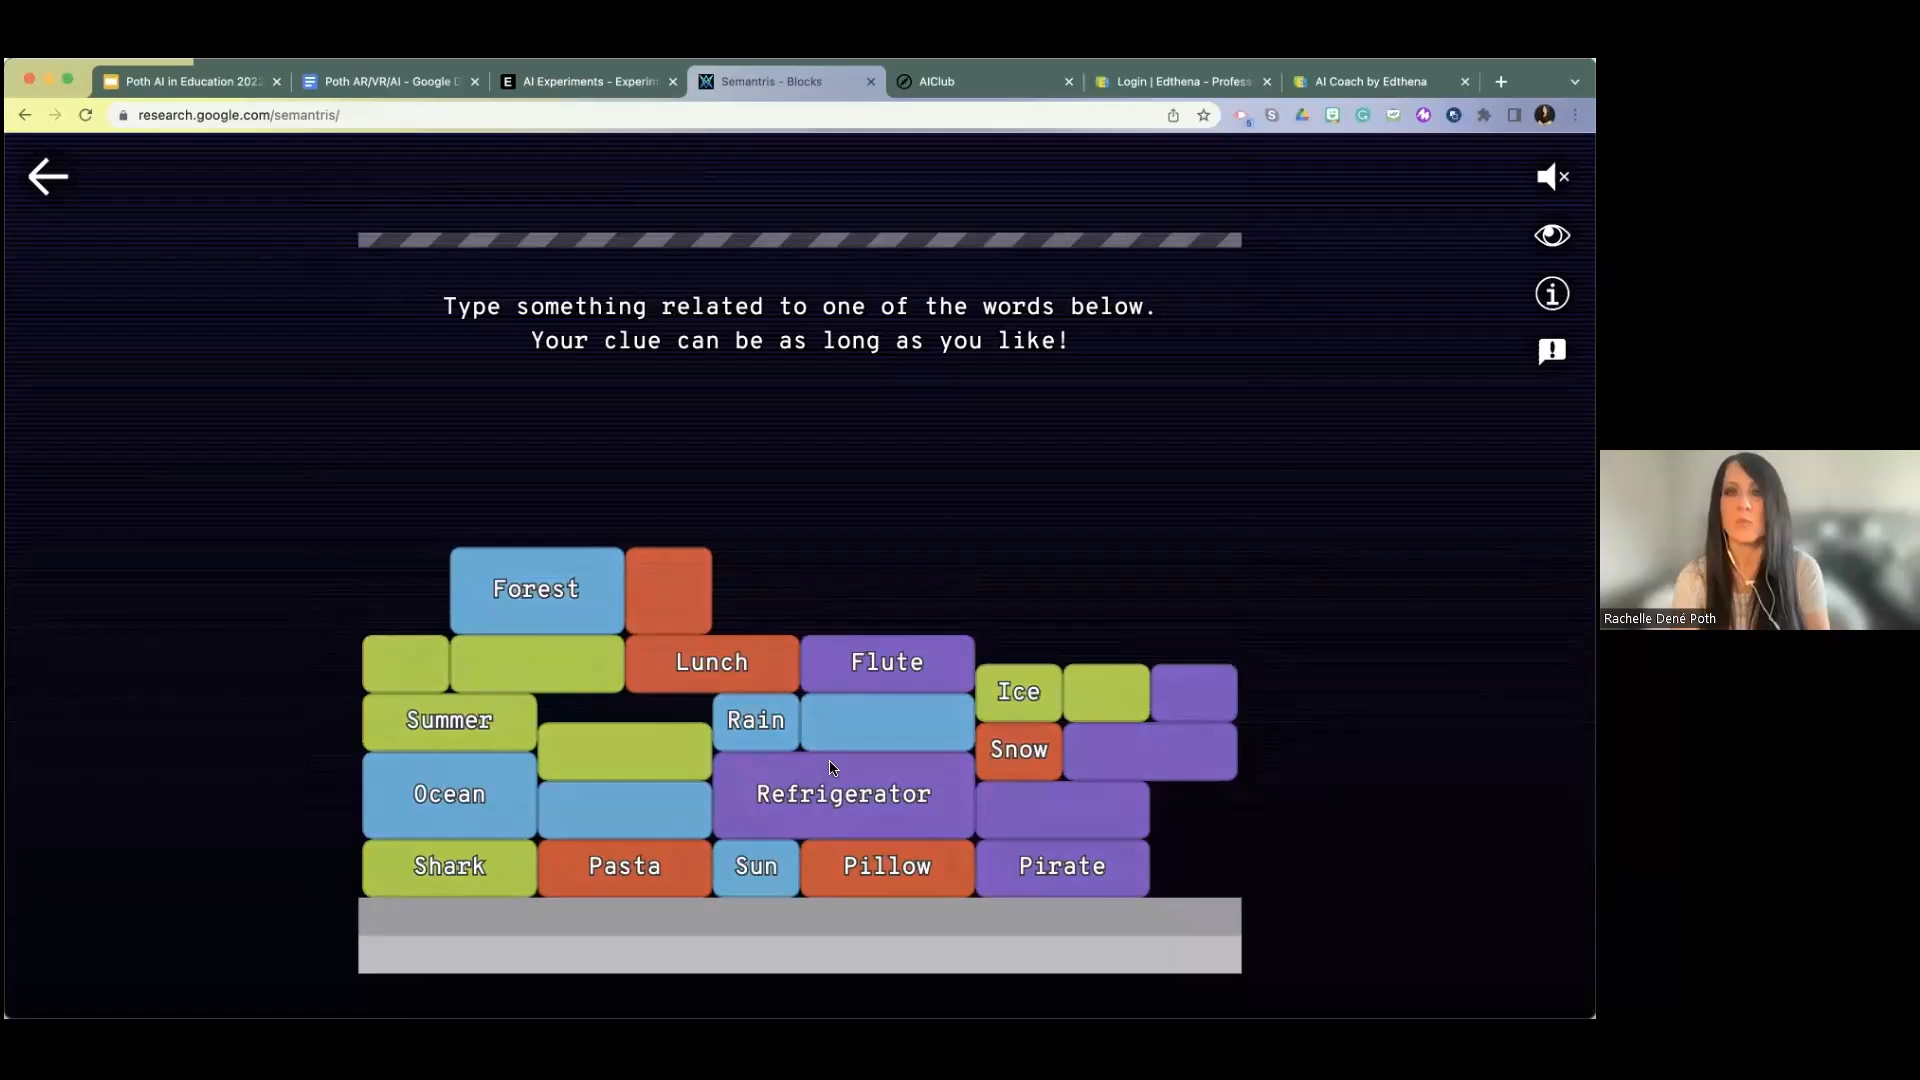 Poth AI in Education 202
Poth AR/VR/AI - Google D
AI Experiments - Experim
Semantris - Blocks
AIClub
Login | Edthena - Profess
AI Coach by Edthena
research.google.com/semantris/
5
Type something related to one of the words below.
Your clue can be as long as you like!
Forest
Lunch
Flute
Ice
Summer
Rain
Snow
Ocean
Refrigerator
Shark
Pasta
Sun
Pillow
Pirate
Rachelle Dené Poth